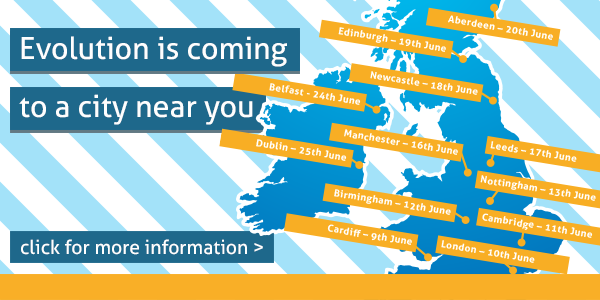 Evolution is coming
to a city near you
Aberdeen – 20th June
Edinburgh – 19th June
Newcastle – 18th June
Belfast - 24th June
Manchester – 16th June
Leeds – 17th June
Dublin – 25th June
Nottingham – 13th June
Birmingham – 12th June
Cambridge – 11th June
Cardiff – 9th June
London – 10th June
click for more information >